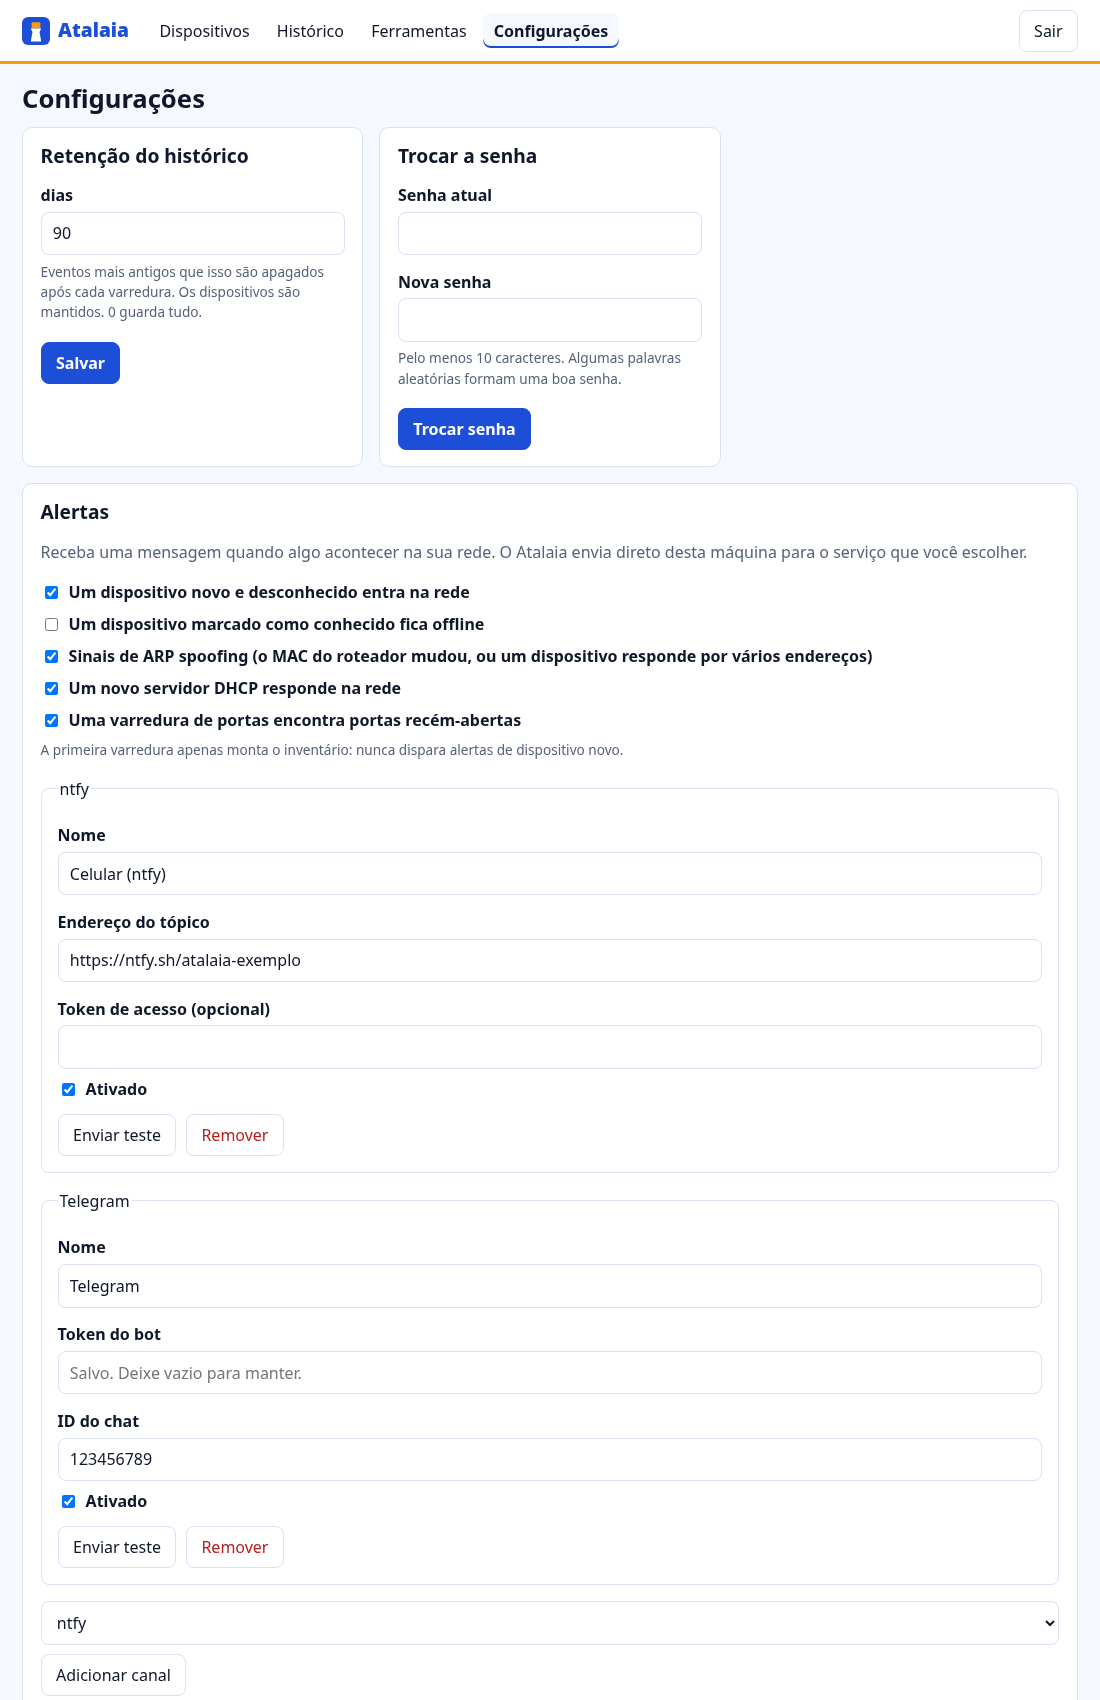 Atalaia
Dispositivos
Histórico
Ferramentas
Configurações
Sair
Configurações
Retenção do histórico
dias
90
Eventos mais antigos que isso são apagados
após cada varredura. Os dispositivos são
mantidos. 0 guarda tudo.
Salvar
Trocar a senha
Senha atual
Nova senha
Pelo menos 10 caracteres. Algumas palavras
aleatórias formam uma boa senha.
Trocar senha
Alertas
Receba uma mensagem quando algo acontecer na sua rede. O Atalaia envia direto desta máquina para o serviço que você escolher.
Um dispositivo novo e desconhecido entra na rede
Um dispositivo marcado como conhecido fica offline
Sinais de ARP spoofing (o MAC do roteador mudou, ou um dispositivo responde por vários endereços)
Um novo servidor DHCP responde na rede
Uma varredura de portas encontra portas recém-abertas
A primeira varredura apenas monta o inventário: nunca dispara alertas de dispositivo novo.
ntfy
Nome
Celular (ntfy)
Endereço do tópico
https://ntfy.sh/atalaia-exemplo
Token de acesso (opcional)
Ativado
Enviar teste
Remover
Telegram
Nome
Telegram
Token do bot
Salvo. Deixe vazio para manter.
ID do chat
123456789
Ativado
Enviar teste
Remover
ntfy
Adicionar canal